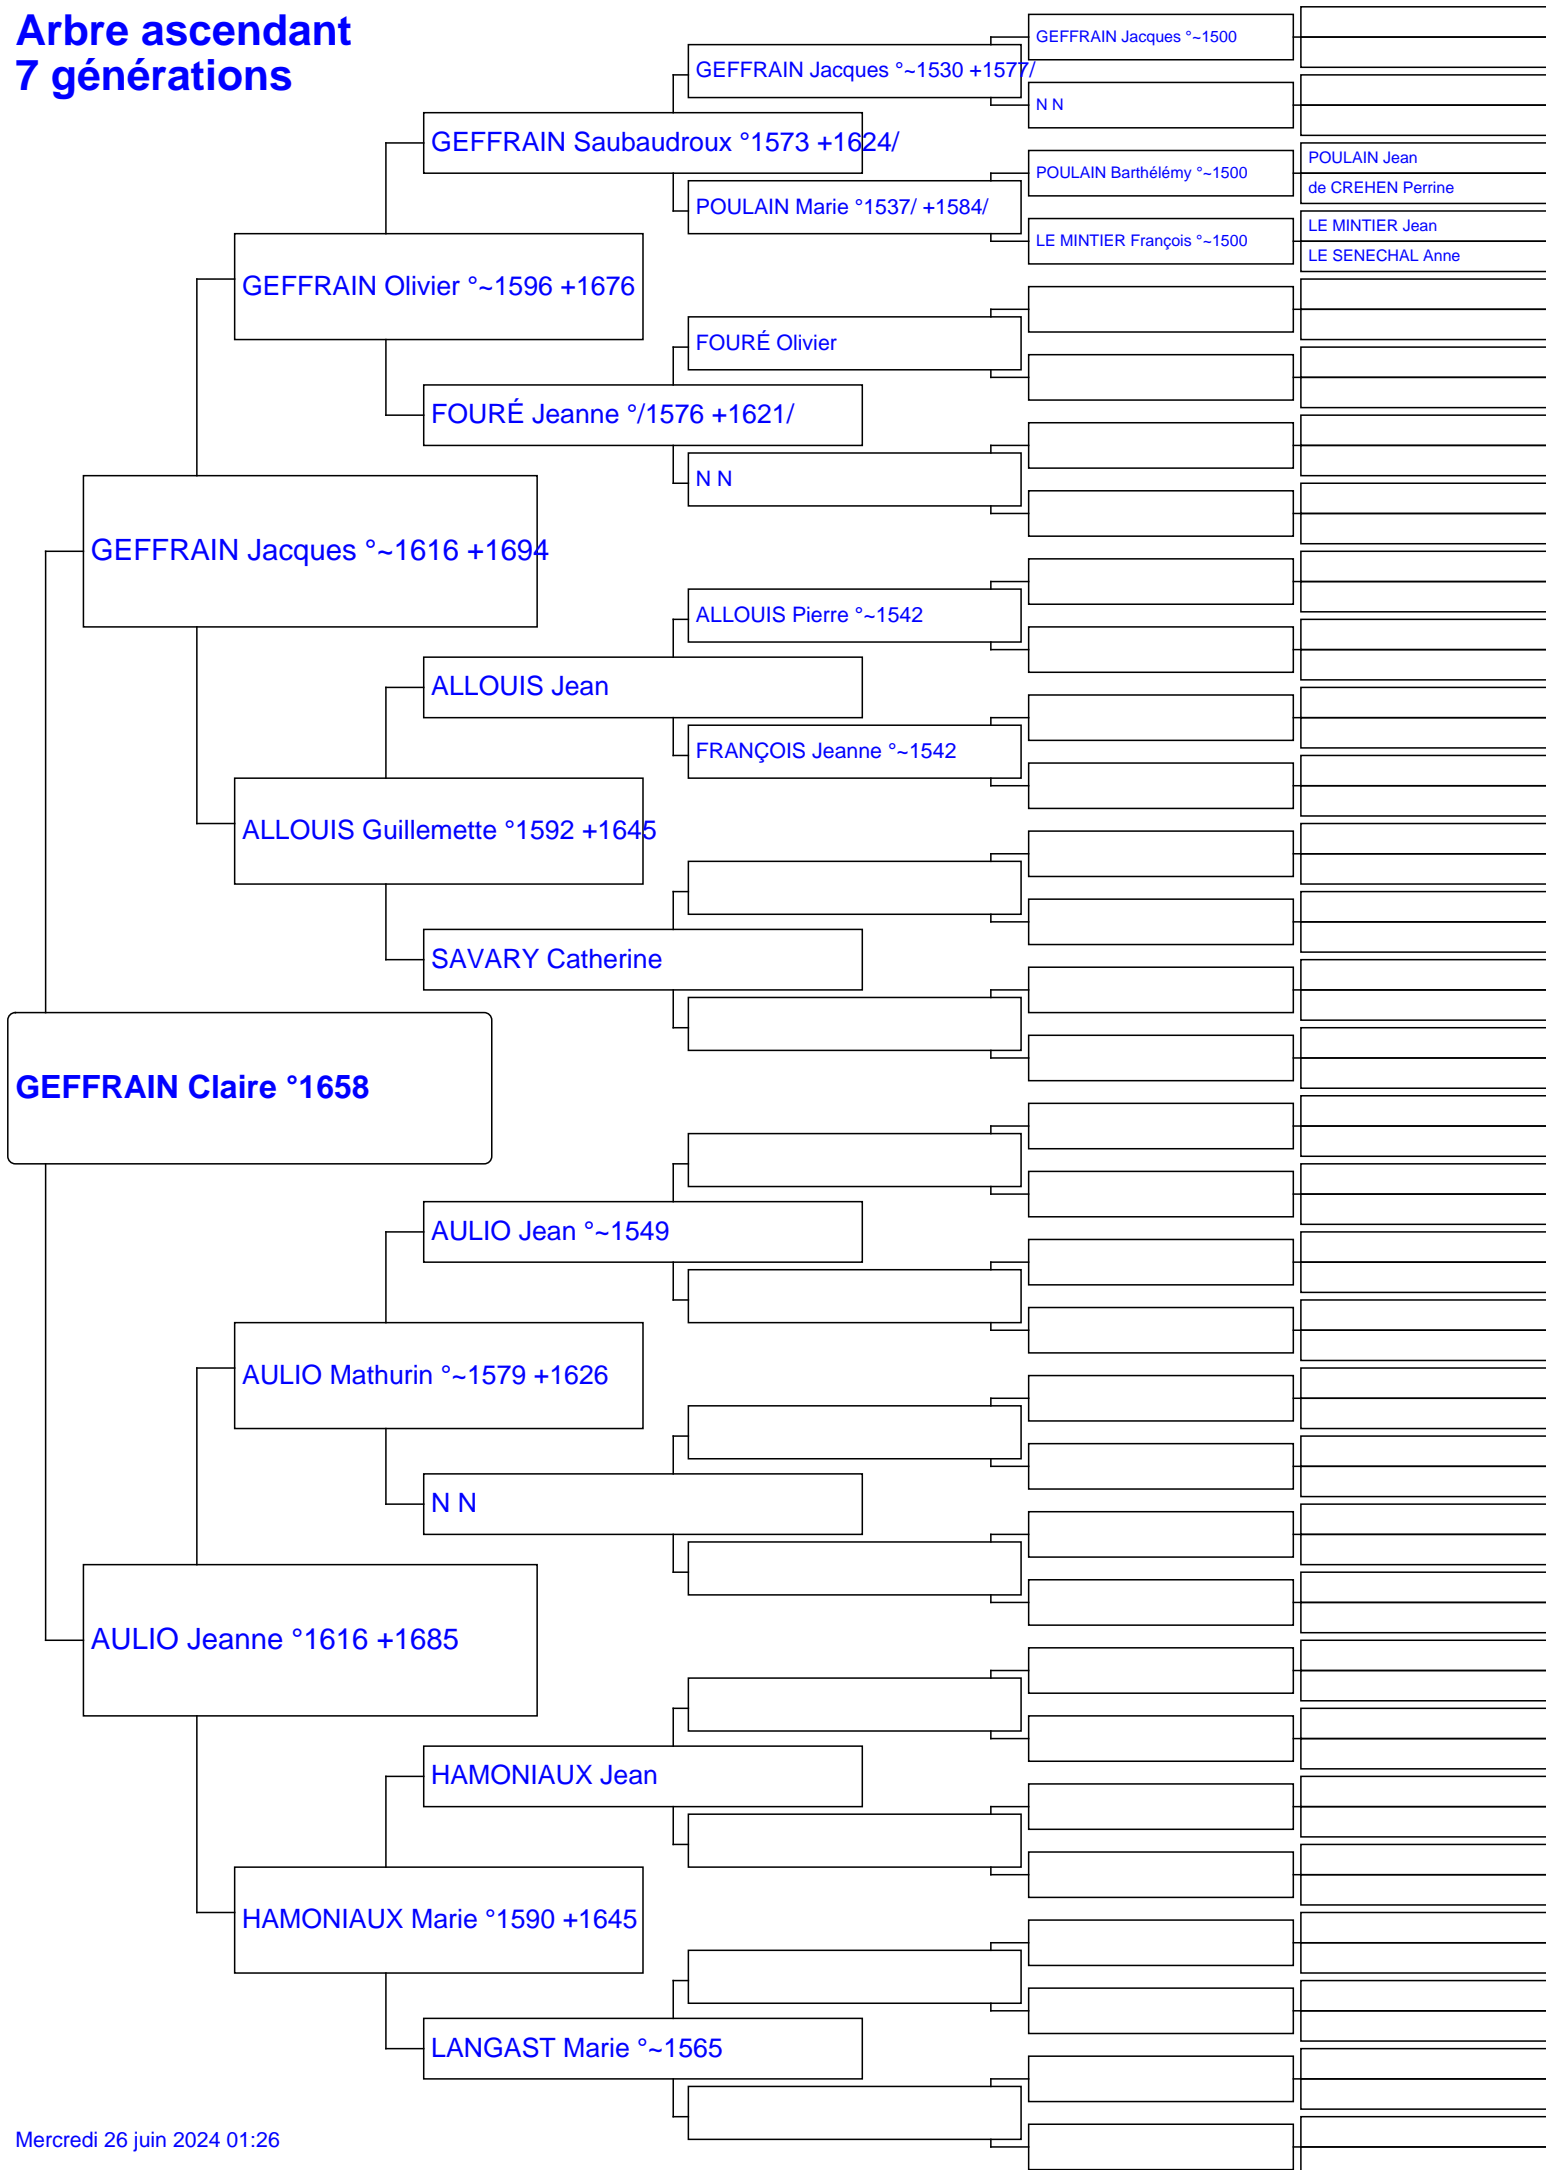 Arbre ascendant
7 générations
GEFFRAIN Jacques °~1500
GEFFRAIN Jacques °~1530 +1577/
N N
GEFFRAIN Saubaudroux °1573 +1624/
POULAIN Jean
POULAIN Barthélémy °~1500
de CREHEN Perrine
POULAIN Marie °1537/ +1584/
LE MINTIER Jean
LE MINTIER François °~1500
LE SENECHAL Anne
GEFFRAIN Olivier °~1596 +1676
FOURÉ Olivier
FOURÉ Jeanne °/1576 +1621/
N N
GEFFRAIN Jacques °~1616 +1694
ALLOUIS Pierre °~1542
ALLOUIS Jean
FRANÇOIS Jeanne °~1542
ALLOUIS Guillemette °1592 +1645
SAVARY Catherine
GEFFRAIN Claire °1658
AULIO Jean °~1549
AULIO Mathurin °~1579 +1626
N N
AULIO Jeanne °1616 +1685
HAMONIAUX Jean
HAMONIAUX Marie °1590 +1645
LANGAST Marie °~1565
Mercredi 26 juin 2024 01:26